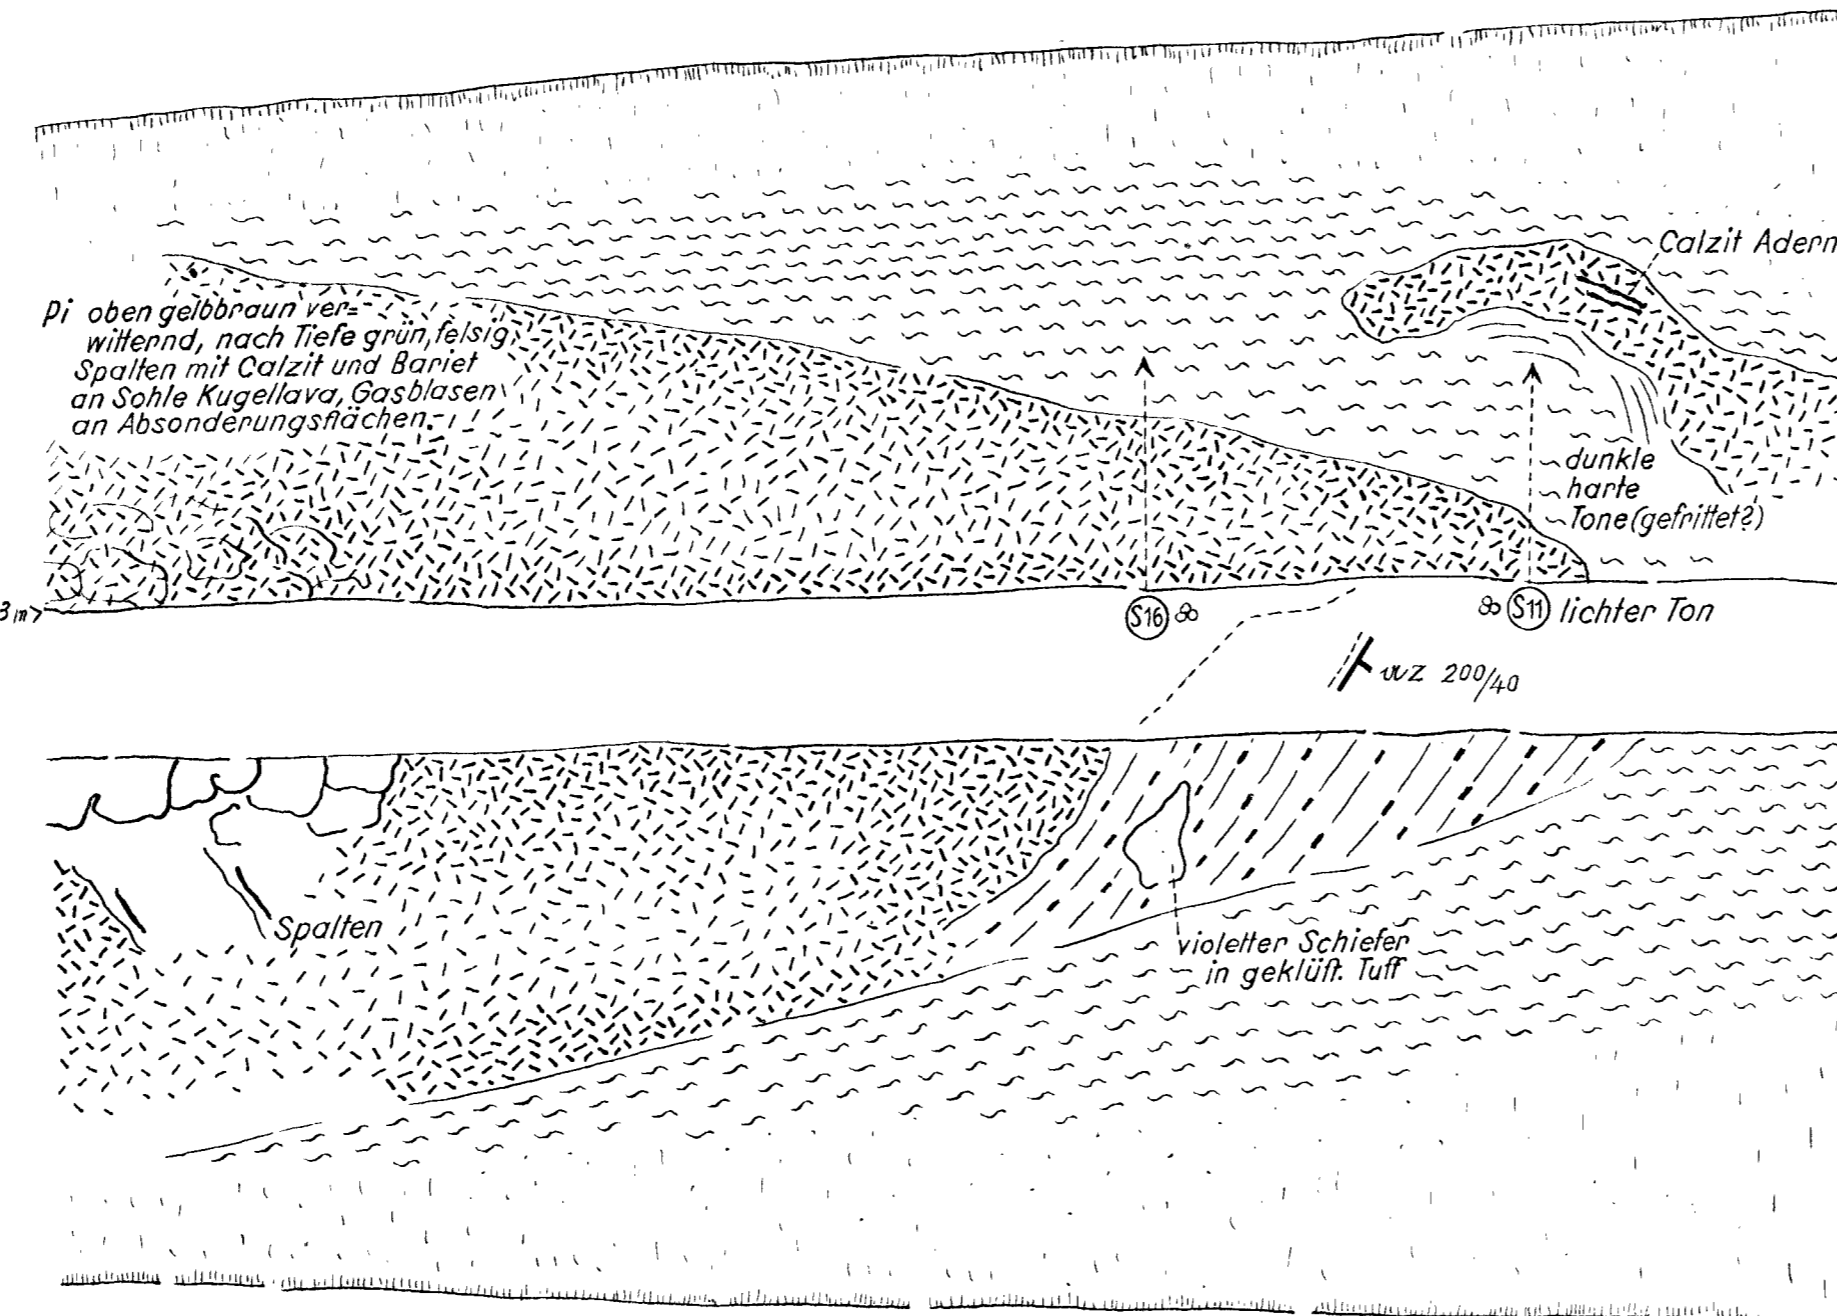 Calzit Adern
Pi oben gelbbraun ver=
witternd, nach Tiefe grün, felsig
Spalten mit Calzit und Bariet
an Sohle Kugellava, Gasblasen
an Absonderungsflächen.
dunkle
harte
Tone (gefrittet?)
3m>
S16
S11 lichter Ton
200/40
Spalten
violetter Schiefer
in geklüft. Tuff